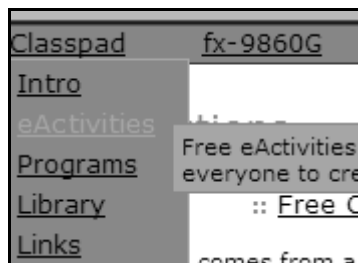 Classpad fx-9860G
Intro
eActivities
Free eActivities
everyone to cre
Programs
Library
:: Free C
Links
comes from a